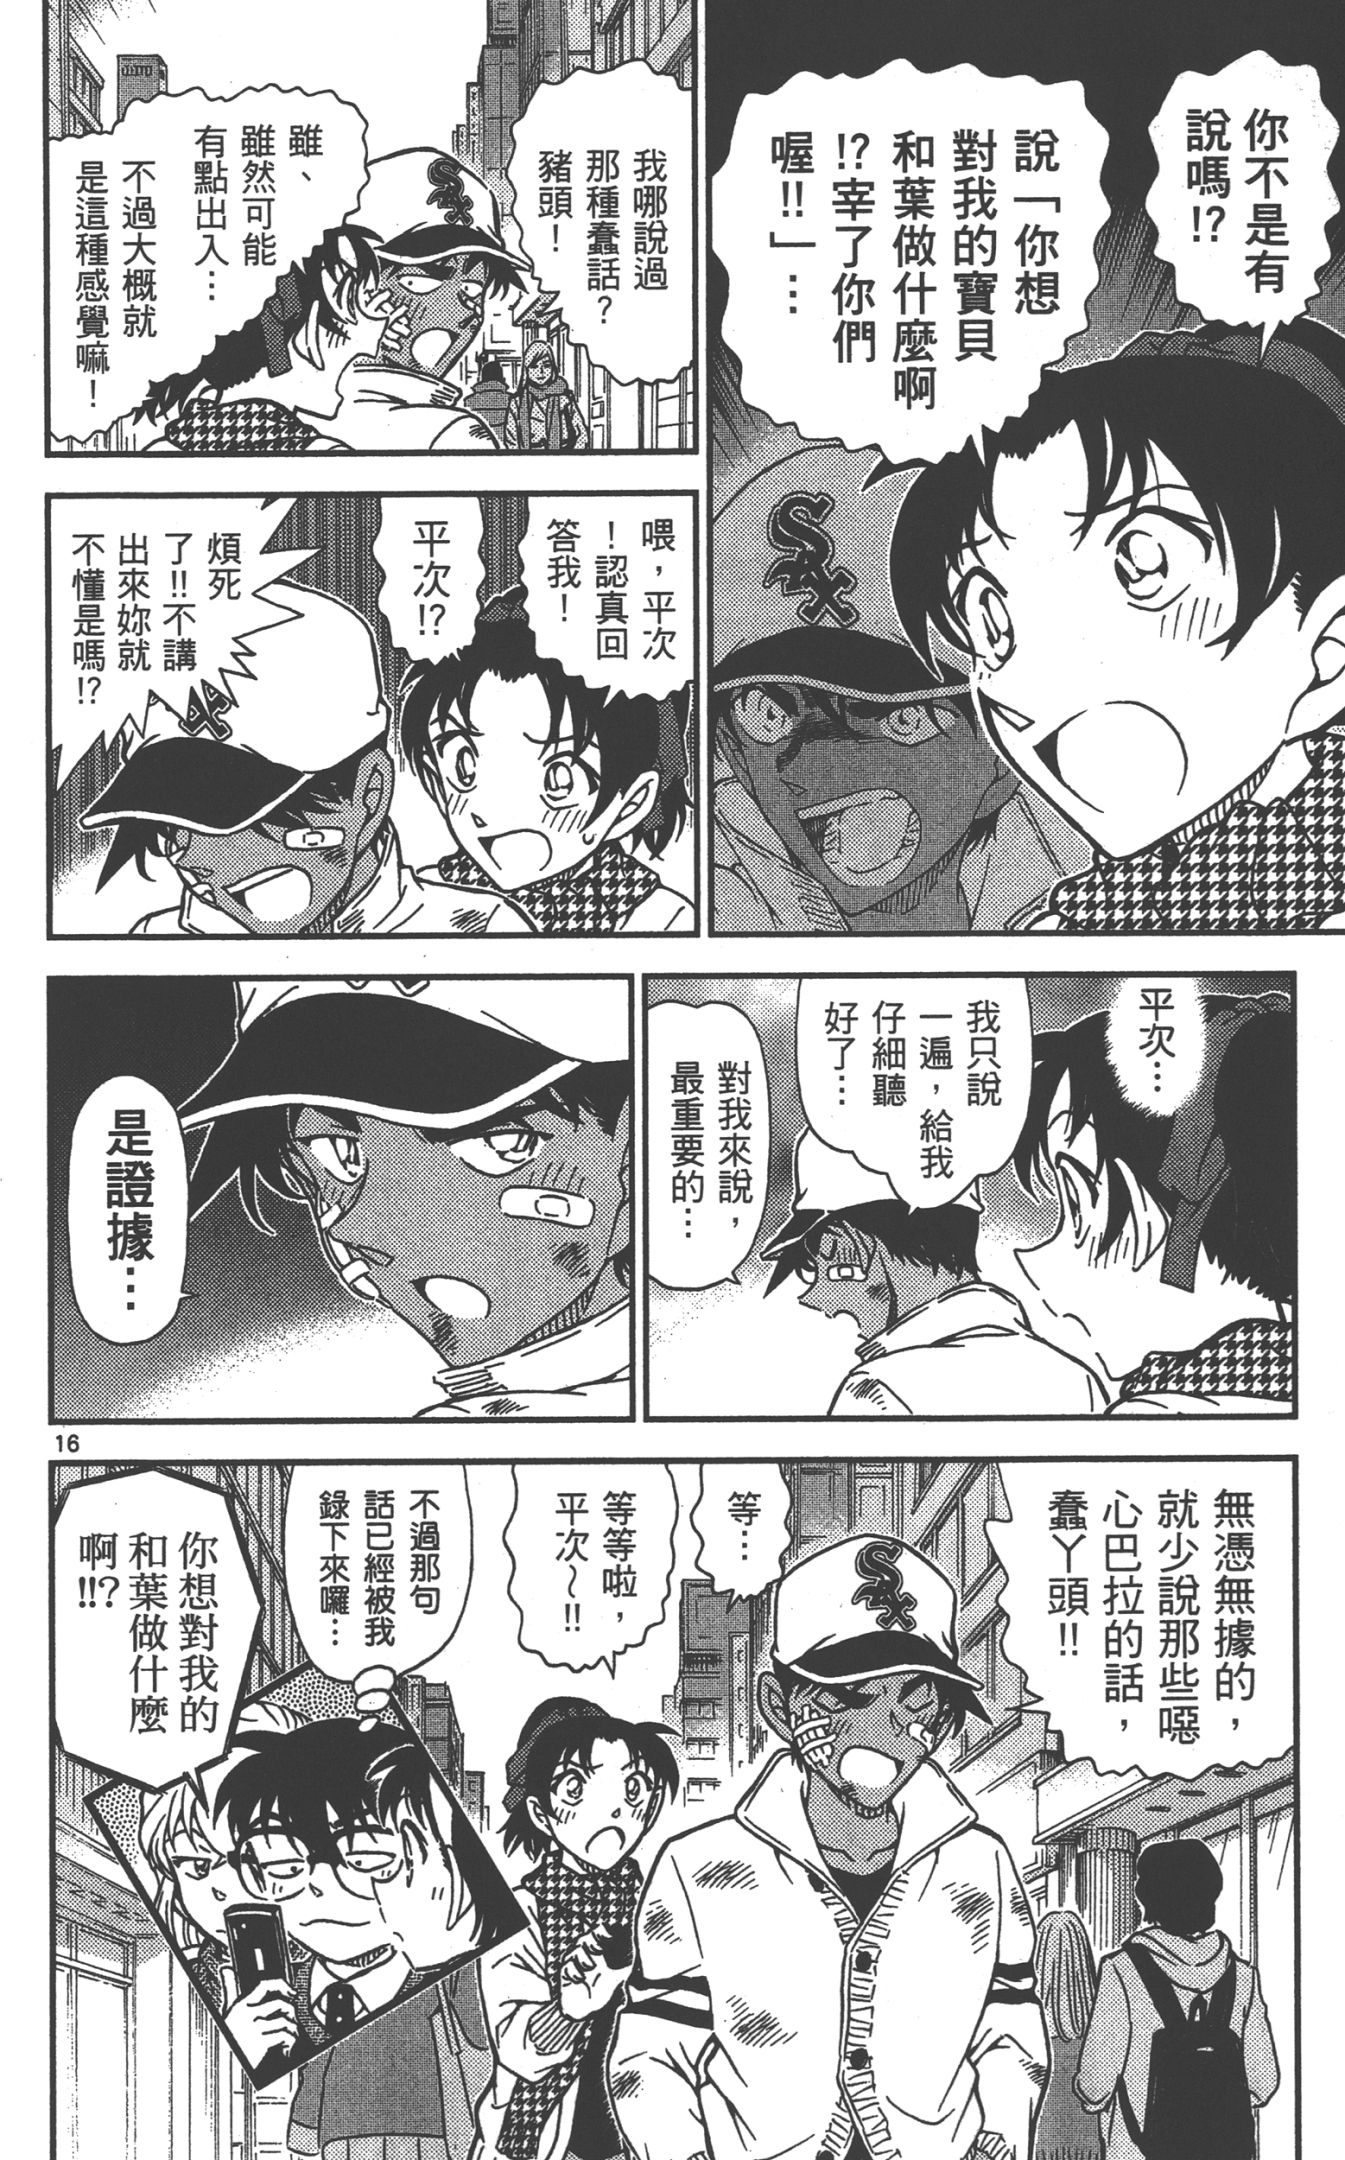 你不是有
說嗎!?
說「你想
對我的寶貝
和葉做什麼啊
!?宰了你們
喔!!」…
我哪說過
那種蠢話?
豬頭!
雖、
雖然可能
有點出入…
不過大概就
是這種感覺嘛!
喂,平次
!認真回
答我!
平次!?
煩死
了!!不講
出來妳就
不懂是嗎!?
平次…
我只說
一遍,給我
仔細聽
好了…
對我來說,
最重要的…
是證據…
16
無憑無據的,
就少說那些噁
心巴拉的話,
蠢丫頭!!
等…
等等啦,
平次~!!
不過那句
話已經被我
錄下來囉…
你想對我的
和葉做什麼
啊!!?